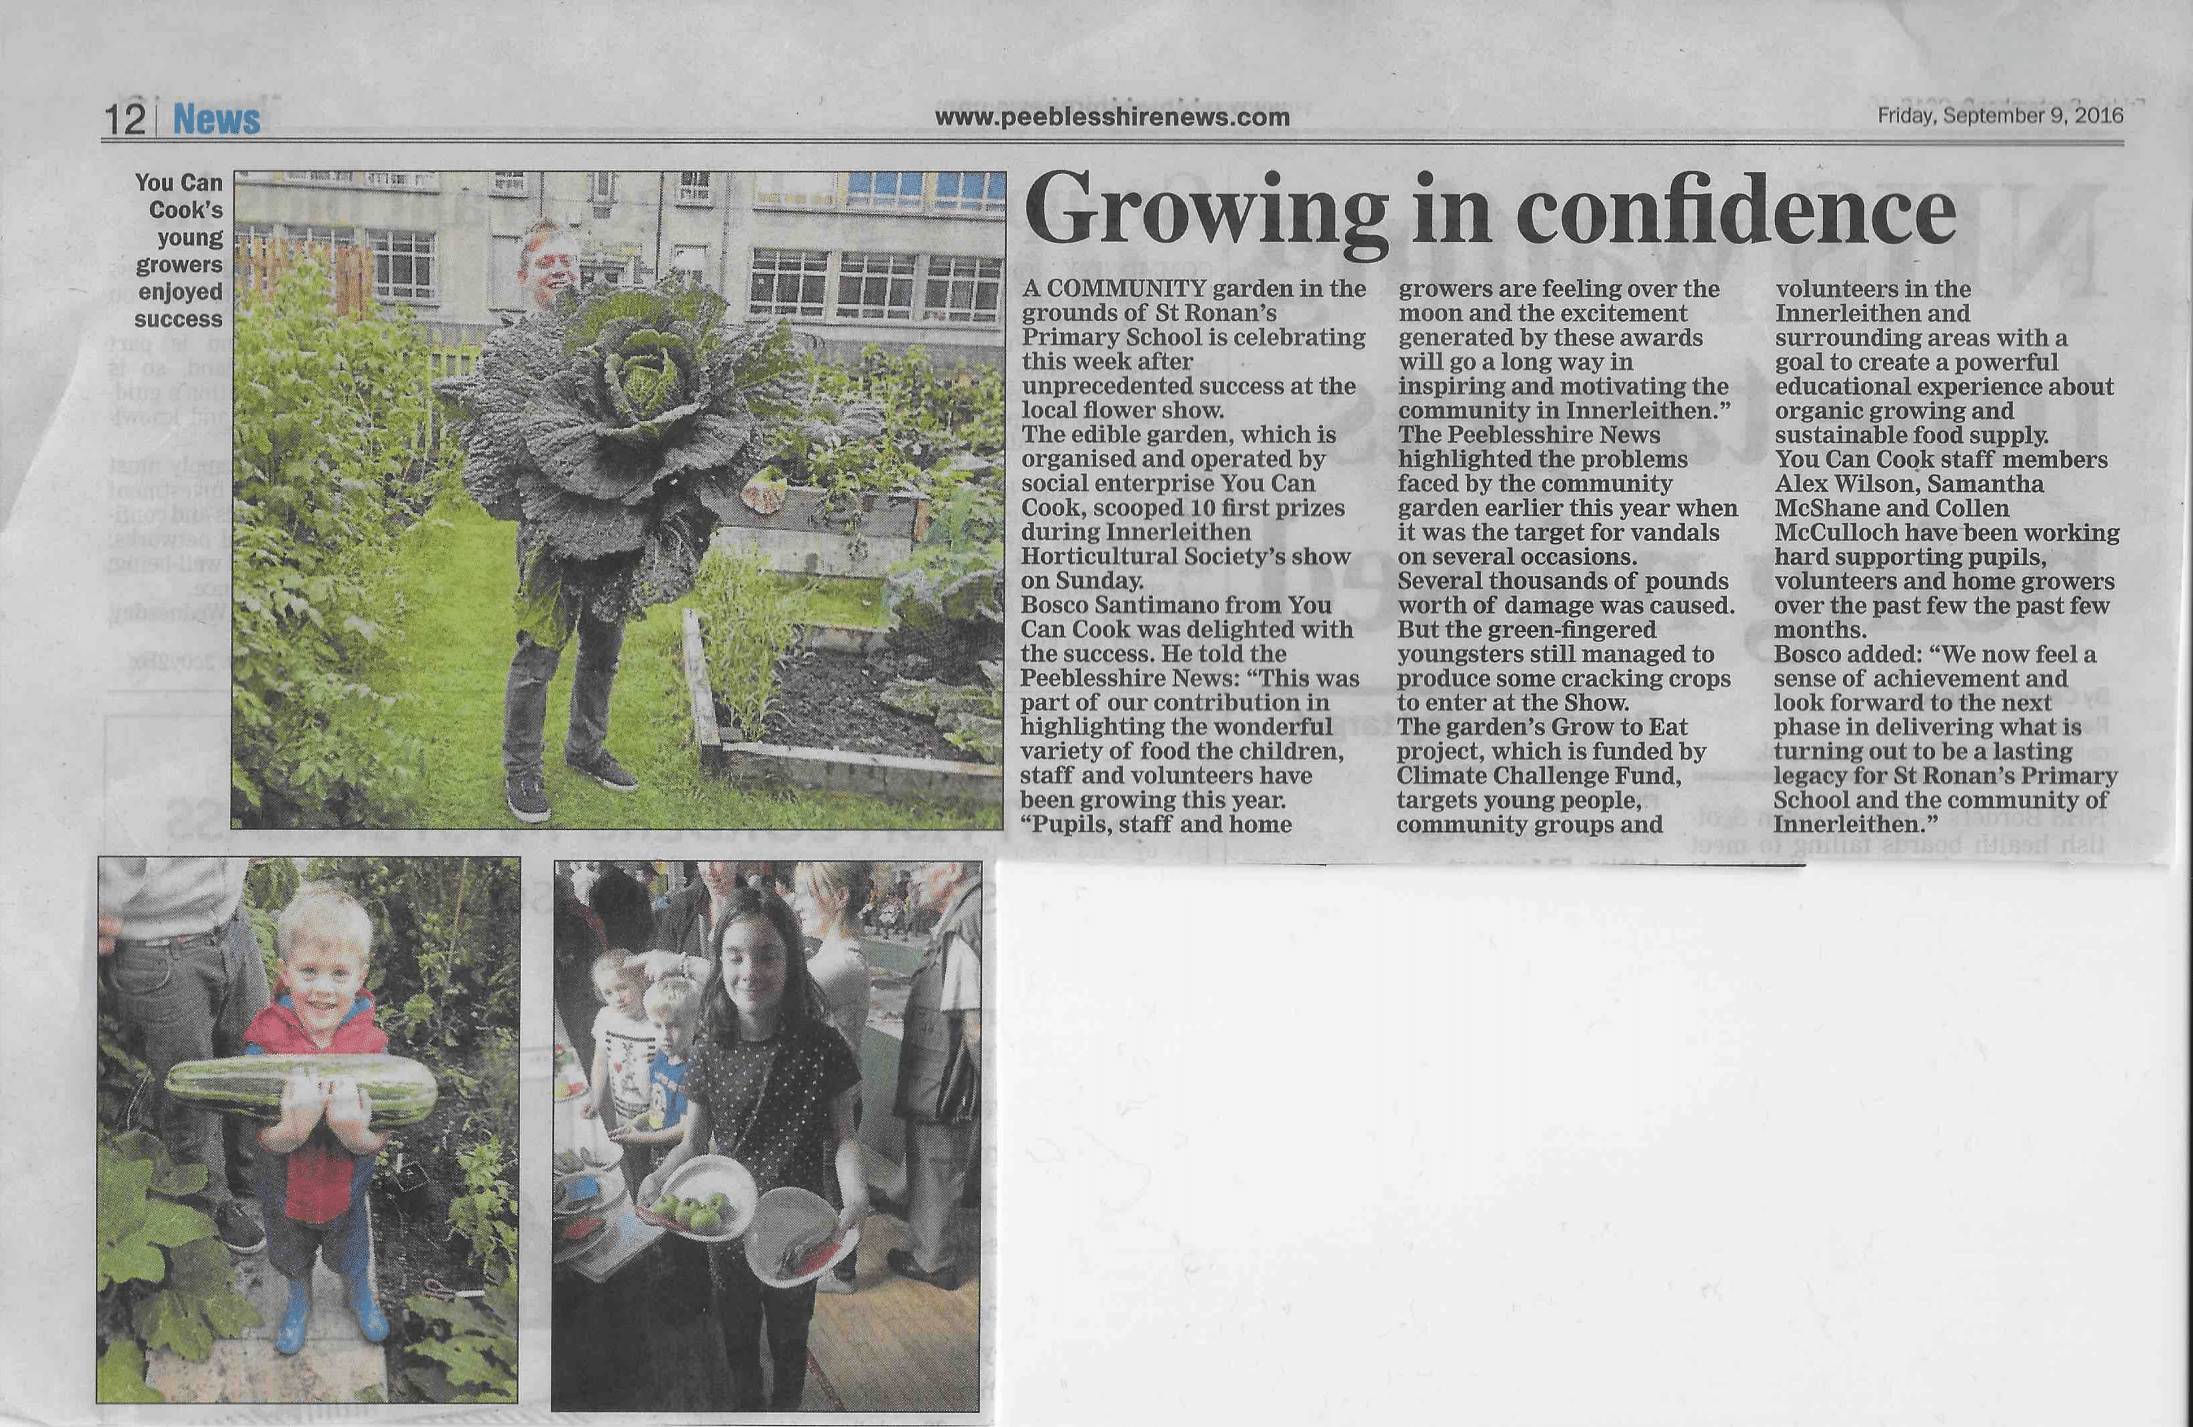 12 | News
www.peeblesshirenews.com
Friday, September 9, 2016
You Can
Cook's
young
growers
enjoyed
success
Growing in confidence
A COMMUNITY garden in the
grounds of St Ronan's
Primary School is celebrating
this week after
unprecedented success at the
local flower show.
The edible garden, which is
organised and operated by
social enterprise You Can
Cook, scooped 10 first prizes
during Innerleithen
Horticultural Society's show
on Sunday.
Bosco Santimano from You
Can Cook was delighted with
the success. He told the
Peeblesshire News: “This was
part of our contribution in
highlighting the wonderful
variety of food the children,
staff and volunteers have
been growing this year.
“Pupils, staff and home
growers are feeling over the
moon and the excitement
generated by these awards
will go a long way in
inspiring and motivating the
community in Innerleithen.”
The Peeblesshire News
highlighted the problems
faced by the community
garden earlier this year when
it was the target for vandals
on several occasions.
Several thousands of pounds
worth of damage was caused.
But the green-fingered
youngsters still managed to
produce some cracking crops
to enter at the Show.
The garden's Grow to Eat
project, which is funded by
Climate Challenge Fund,
targets young people,
community groups and
volunteers in the
Innerleithen and
surrounding areas with a
goal to create a powerful
educational experience about
organic growing and
sustainable food supply.
You Can Cook staff members
Alex Wilson, Samantha
McShane and Collen
McCulloch have been working
hard supporting pupils,
volunteers and home growers
over the past few the past few
months.
Bosco added: “We now feel a
sense of achievement and
look forward to the next
phase in delivering what is
turning out to be a lasting
legacy for St Ronan's Primary
School and the community of
Innerleithen.”